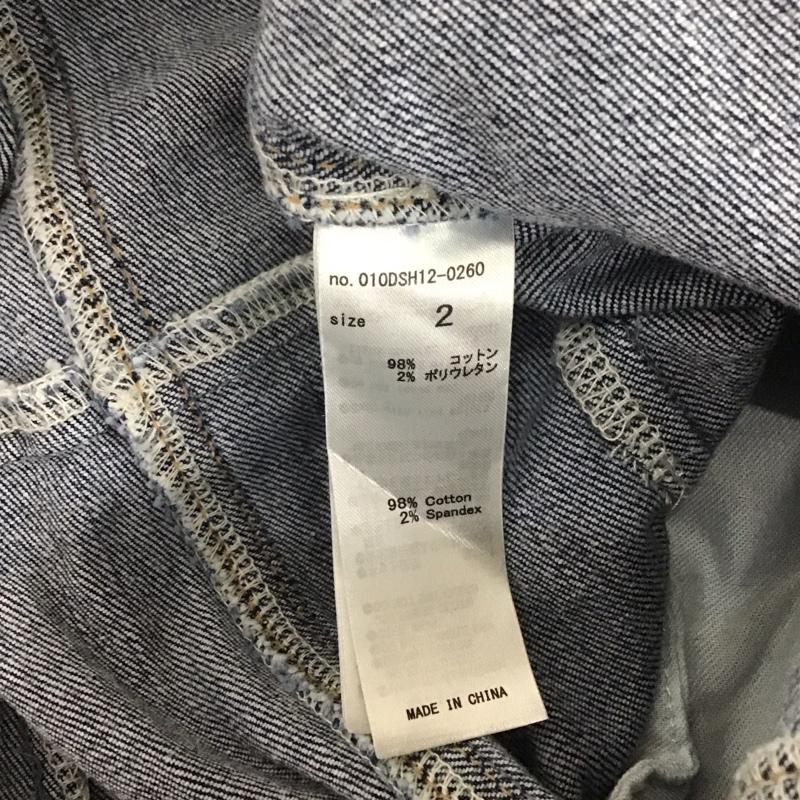 no. 010DSH12-0260
size 2
98% コットン
2% ポリウレタン
98% Cotton
2% Spandex
MADE IN CHINA